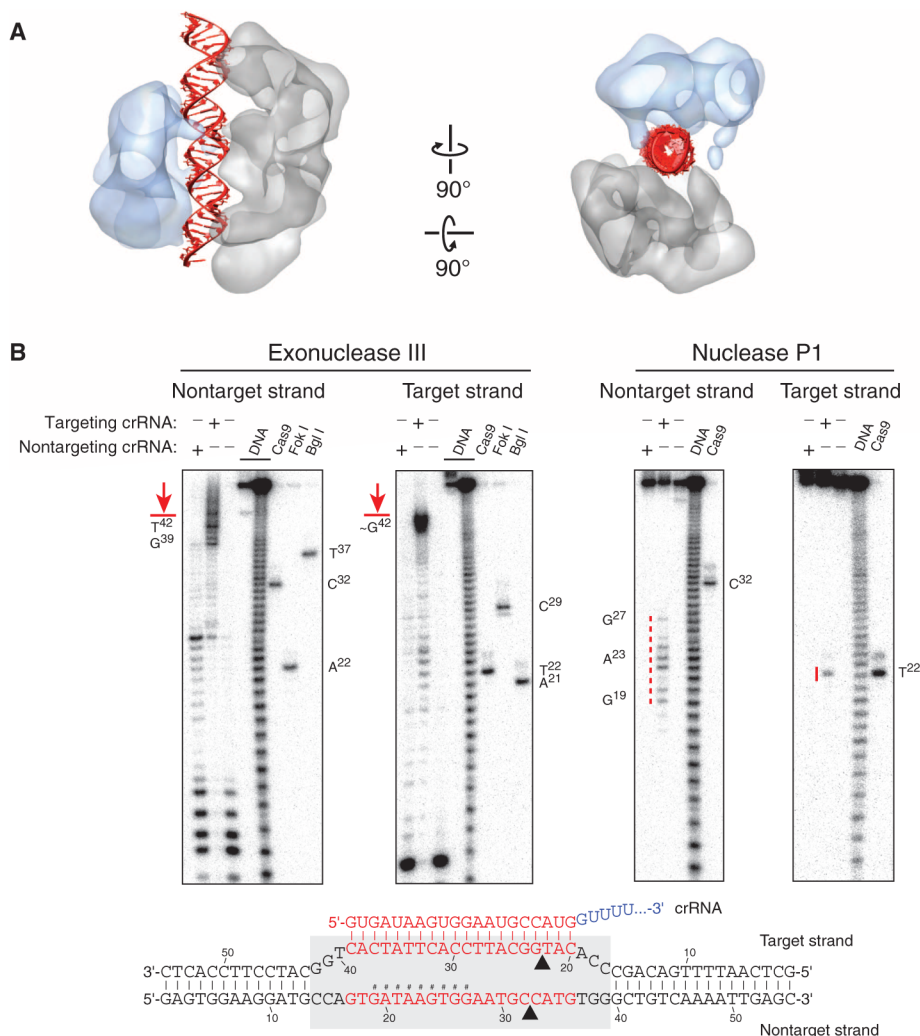 A
90°
90°
B
Exonuclease III
Nuclease P1
Nontarget strand
Target strand
Nontarget strand
Target strand
Targeting crRNA: − + − − + − − + − − + −
Nontargeting crRNA: + − − + − − + − − + − −
DNA Cas9 Fok I Bgl I
DNA Cas9 Fok I Bgl I
DNA Cas9
DNA Cas9
T42
G39
T37
C32
A22
~G42
C29
T22
A21
G27
A23
G19
C32
T22
5'-GUGAUAAGUGGAAUGCCAUGGUUUU...-3' crRNA
Target strand
50 40 30 20 10
3'-CTCACCTTCCTACGGTCACTATTCACCTTACGGTACACCCGACAGTTTTAACTCG-5'
# # # # # # # # #
5'-GAGTGGAAGGATGCCAGTGATAAGTGGAATGCCATGTGGGCTGTCAAAATTGAGC-3'
10 20 30 40 50
Nontarget strand